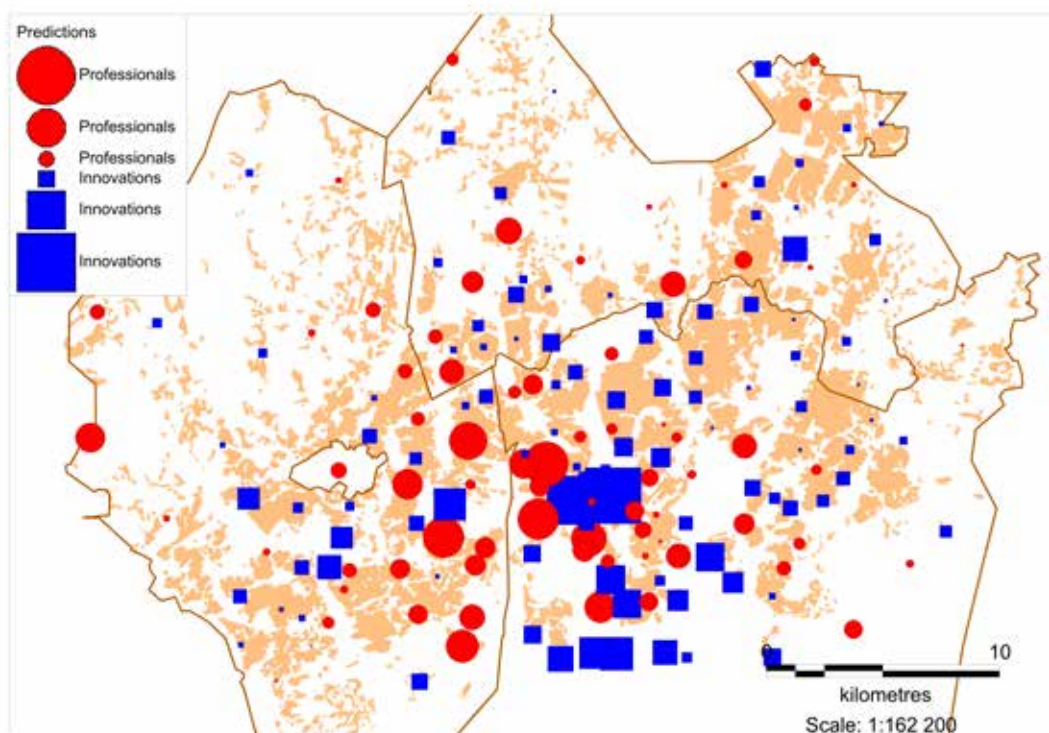 Predictions
Professionals
Professionals
Professionals
Innovations
Innovations
Innovations
0 10
kilometres
Scale: 1:162 200